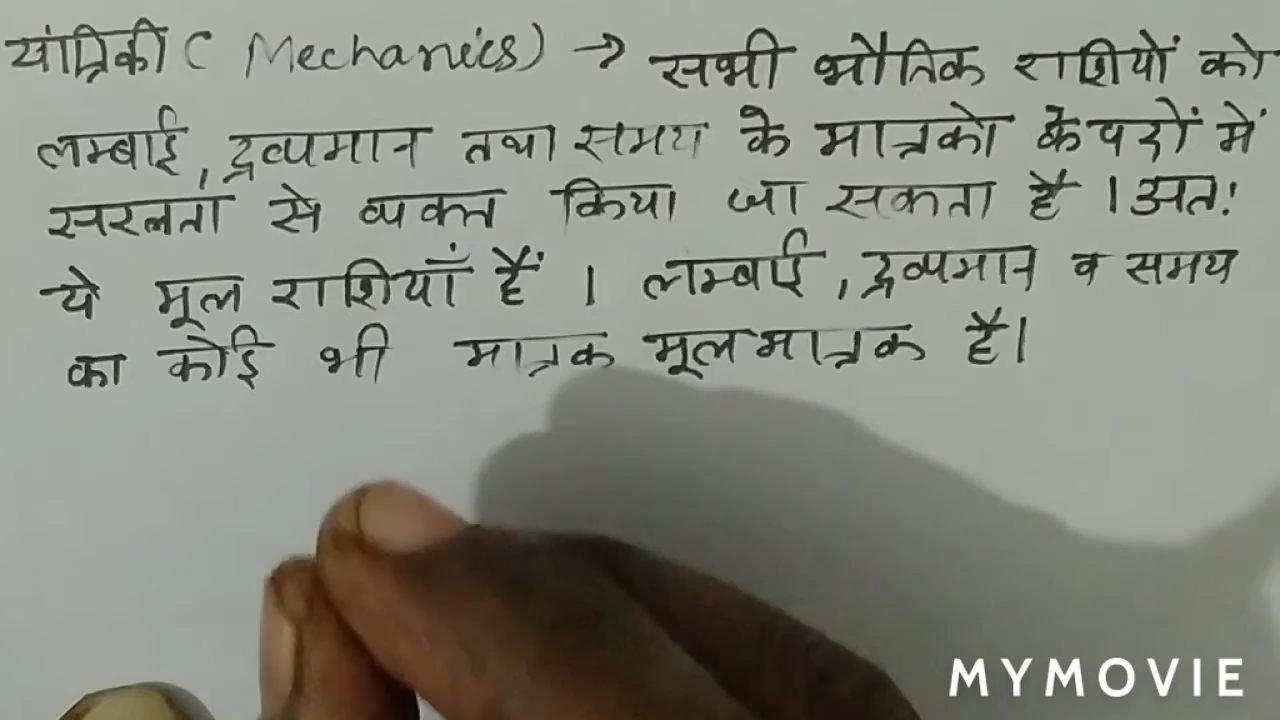 यांत्रिकी ( Mechanics) → सभी भौतिक राशियों को
लम्बाई, द्रव्यमान तथा समय के मात्रको के पदों में
सरलता से व्यक्त किया जा सकता है । अतः
ये मूल राशियाँ हैं । लम्बाई, द्रव्यमान व समय
का कोई भी मात्रक मूल मात्रक है।
MYMOVIE